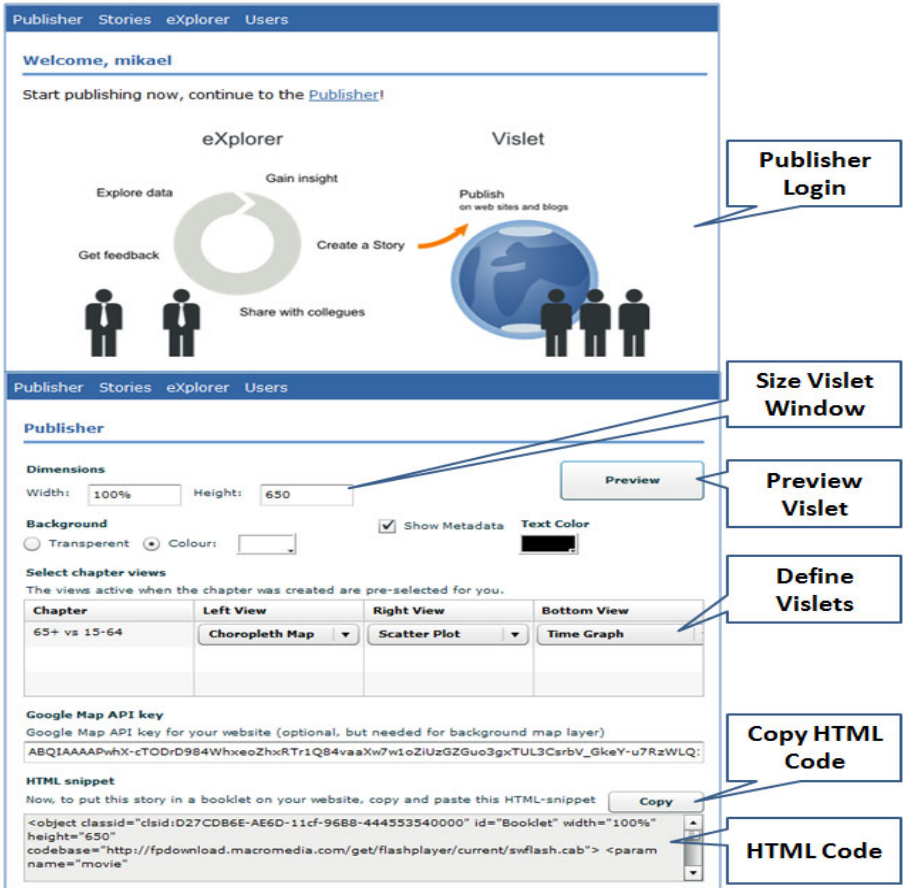 Publisher Stories eXplorer Users
Welcome, mikael
Start publishing now, continue to the Publisher!
eXplorer
Vislet
Gain insight
Explore data
Publish
on web sites and blogs
Create a Story
Get feedback
Share with collegues
Publisher
Login
Publisher Stories eXplorer Users
Publisher
Dimensions
Width: 100% Height: 650
Preview
Background
Transperent Colour:
Show Metadata
Text Color
Select chapter views
The views active when the chapter was created are pre-selected for you.
Chapter Left View Right View Bottom View
65+ vs 15-64 Choropleth Map Scatter Plot Time Graph
Google Map API key
Google Map API key for your website (optional, but needed for background map layer)
HTML snippet
Now, to put this story in a booklet on your website, copy and paste this HTML-snippet
Copy
<object classid="clsid:D27CDB6E-AE6D-11cf-96B8-444553540000" id="Booklet" width="100%"
height="650"
codebase="http://fpdownload.macromedia.com/get/flashplayer/current/swflash.cab"> <param
name="movie"
Size Vislet
Window
Preview
Vislet
Define
Vislets
Copy HTML
Code
HTML Code